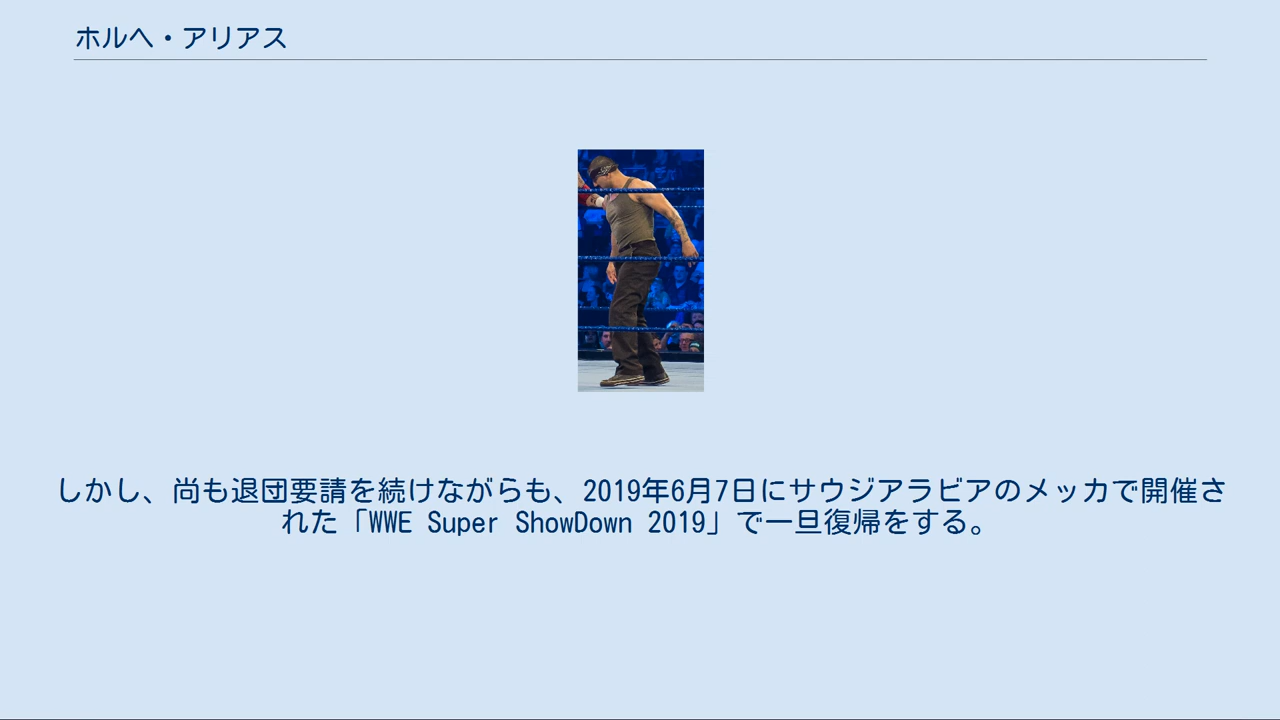 ホルヘ・アリアス
しかし、尚も退団要請を続けながらも、2019年6月7日にサウジアラビアのメッカで開催さ
れた「WWE Super ShowDown 2019」で一旦復帰をする。